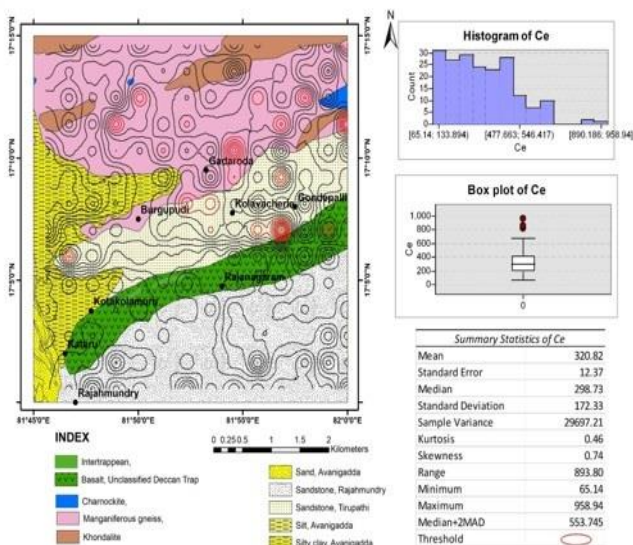 N
17°15'0"N
17°15'0"N
17°10'0"N
17°10'0"N
17°5'0"N
17°5'0"N
Gadaroda
Gondepalli
Kolavacherla
Bargupudi
Rajanagaram
Kotakolamuru
Kataru
Rajahmundry
81°45'0"E
81°50'0"E
81°55'0"E
82°0'0"E
INDEX
0 0.25 0.5 1 1.5 2
Kilometers
Intertrappean,
Basalt, Unclassified Deccan Trap
Charnockite,
Manganiferous gneiss,
Khondalite
Sand, Avanigadda
Sandstone, Rajahmundry
Sandstone, Tirupathi
Silt, Avanigadda
Silty clay, Avanigadda
Histogram of Ce
Count
30
25
20
15
10
5
0
[65.14; 133.894)
[477.663; 546.417)
[890.186; 958.94]
Ce
Box plot of Ce
Ce
1,000
800
600
400
200
0
0
Summary Statistics of Ce
Mean 320.82
Standard Error 12.37
Median 298.73
Standard Deviation 172.33
Sample Variance 29697.21
Kurtosis 0.46
Skewness 0.74
Range 893.80
Minimum 65.14
Maximum 958.94
Median+2MAD 553.745
Threshold